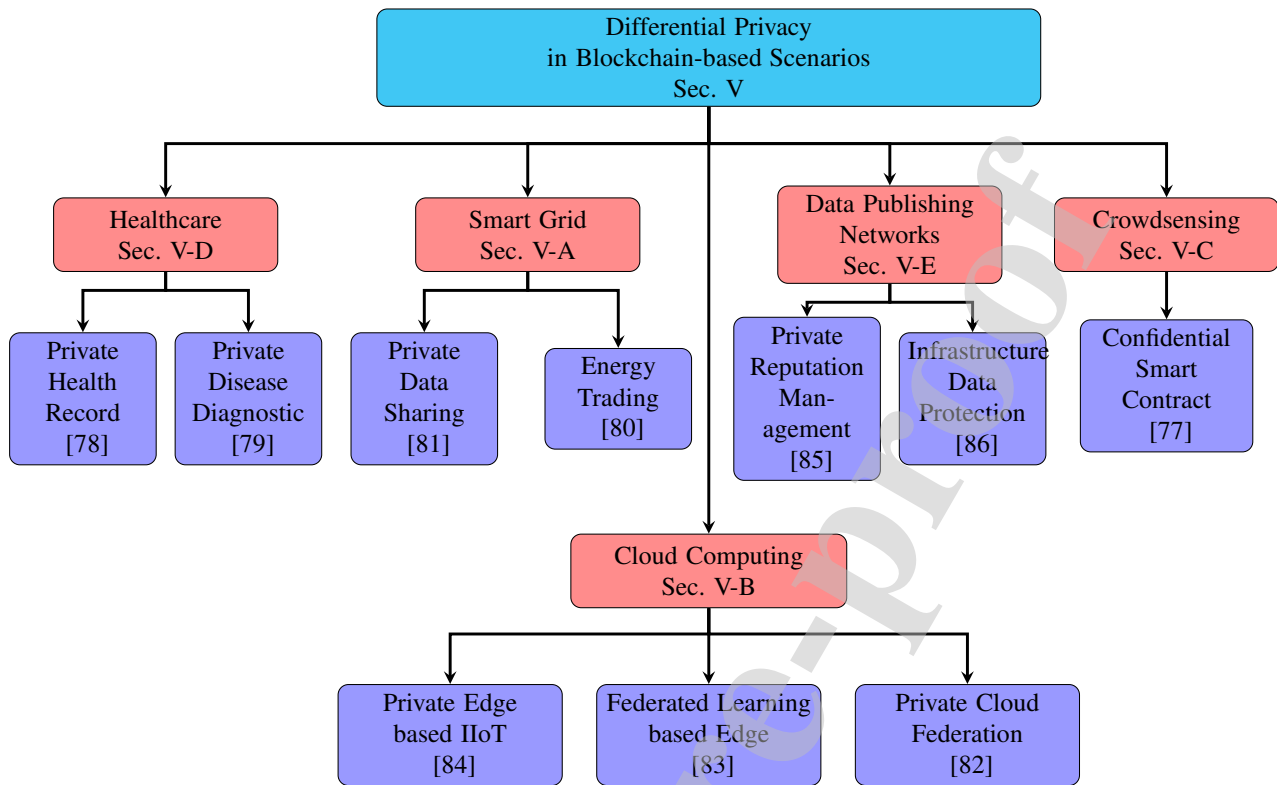 Differential Privacy
in Blockchain-based Scenarios
Sec. V
Healthcare
Sec. V-D
Smart Grid
Sec. V-A
Data Publishing
Networks
Sec. V-E
Crowdsensing
Sec. V-C
Private
Health
Record
[78]
Private
Disease
Diagnostic
[79]
Private
Data
Sharing
[81]
Energy
Trading
[80]
Private
Reputation
Man-
agement
[85]
Infrastructure
Data
Protection
[86]
Confidential
Smart
Contract
[77]
Cloud Computing
Sec. V-B
Private Edge
based IIoT
[84]
Federated Learning
based Edge
[83]
Private Cloud
Federation
[82]
re-proof